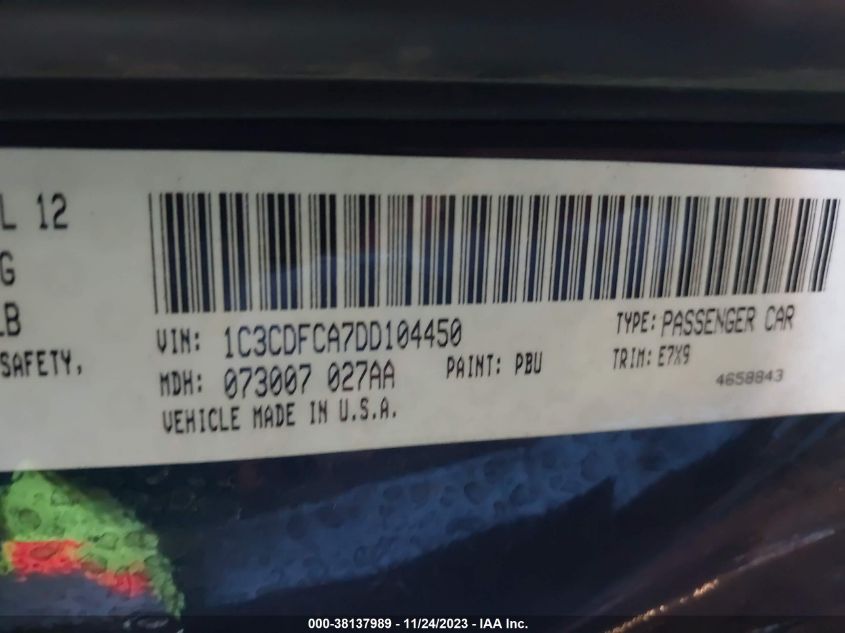 L 12
G
LB
SAFETY,
VIN: 1C3CDFCA7DD104450
TYPE: PASSENGER CAR
MDH: 073007 027AA
PAINT: PBU
TRIM: E7X9
4658843
VEHICLE MADE IN U.S.A.
000-38137989 | 11/24/2023 - IAA Inc.